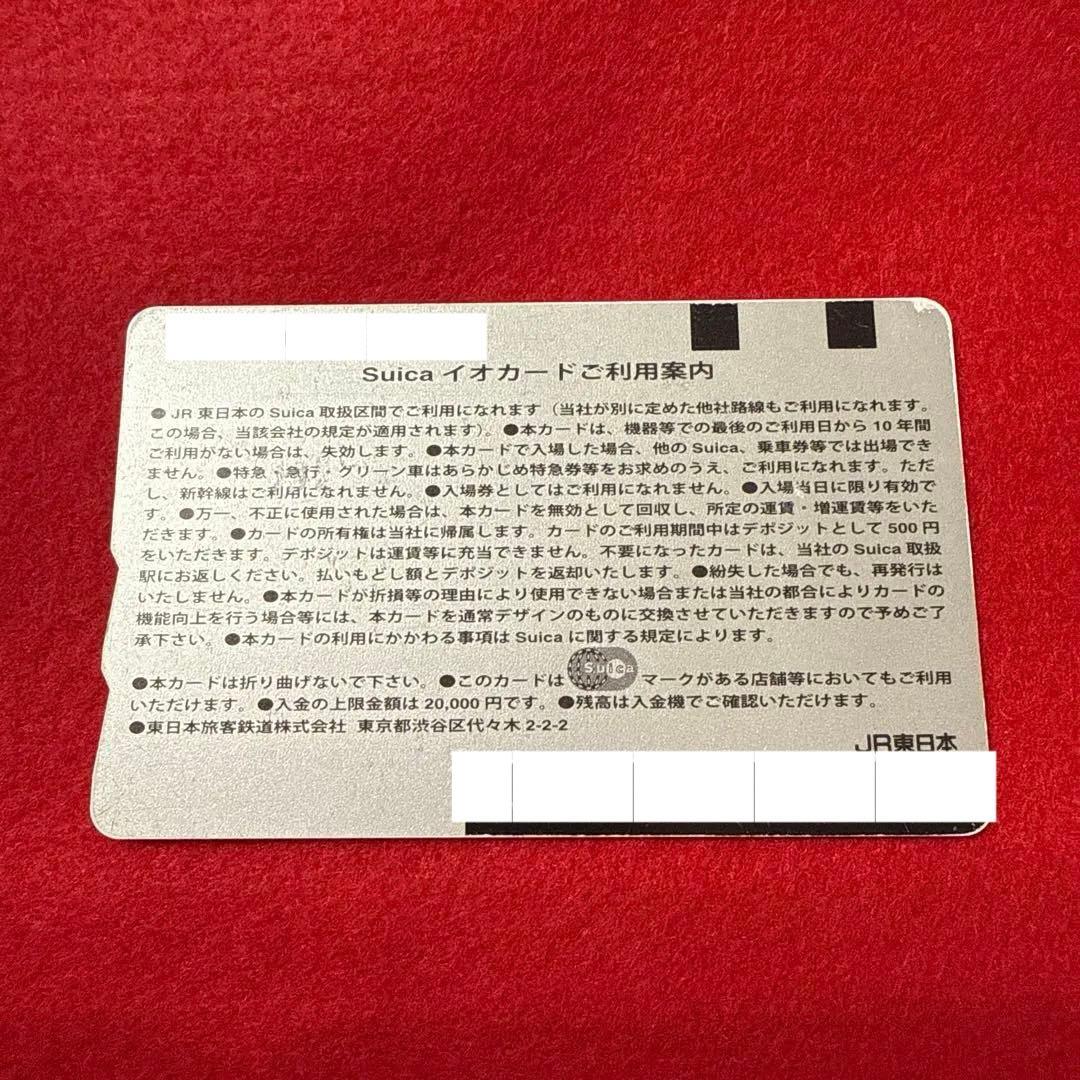 Suica イオカードご利用案内
●JR 東日本の Suica 取扱区間でご利用になれます（当社が別に定めた他社路線もご利用になれます。
この場合、当該会社の規定が適用されます）。●本カードは、機器等での最後のご利用日から 10 年間
ご利用がない場合は、失効します。●本カードで入場した場合、他の Suica、乗車券等では出場でき
ません。●特急・急行・グリーン車はあらかじめ特急券等をお求めのうえ、ご利用になれます。ただ
し、新幹線はご利用になれません。●入場券としてはご利用になれません。●入場当日に限り有効で
す。●万一、不正に使用された場合は、本カードを無効として回収し、所定の運賃・増運賃等をいた
だきます。●カードの所有権は当社に帰属します。カードのご利用期間中はデポジットとして 500 円
をいただきます。デポジットは運賃等に充当できません。不要になったカードは、当社の Suica 取扱
駅にお返しください。払いもどし額とデポジットを返却いたします。●紛失した場合でも、再発行は
いたしません。●本カードが折損等の理由により使用できない場合または当社の都合によりカードの
機能向上を行う場合等には、本カードを通常デザインのものに交換させていただきますので予めご了
承下さい。●本カードの利用にかかわる事項は Suica に関する規定によります。
●本カードは折り曲げないで下さい。●このカードは Suica マークがある店舗等においてもご利用
いただけます。●入金の上限金額は 20,000 円です。●残高は入金機でご確認いただけます。
●東日本旅客鉄道株式会社 東京都渋谷区代々木 2-2-2
JR東日本